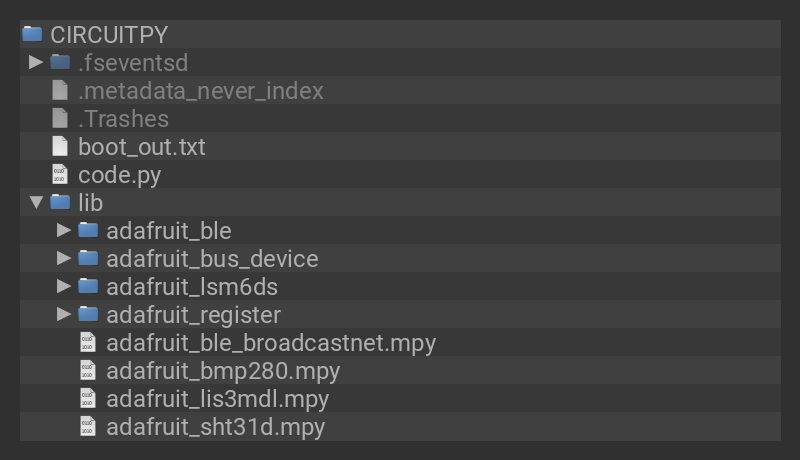 CIRCUITPY
.fseventsd
.metadata_never_index
.Trashes
boot_out.txt
code.py
lib
adafruit_ble
adafruit_bus_device
adafruit_lsm6ds
adafruit_register
adafruit_ble_broadcastnet.mpy
adafruit_bmp280.mpy
adafruit_lis3mdl.mpy
adafruit_sht31d.mpy